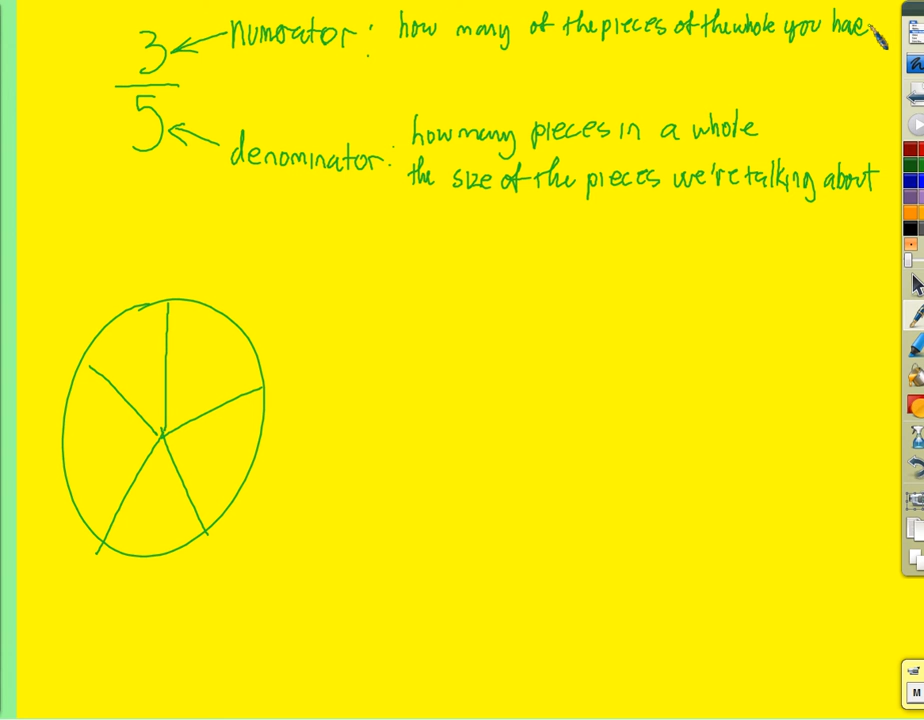 3 numerator: how many of the pieces of the whole you have
5 denominator: how many pieces in a whole
the size of the pieces we're talking about
M